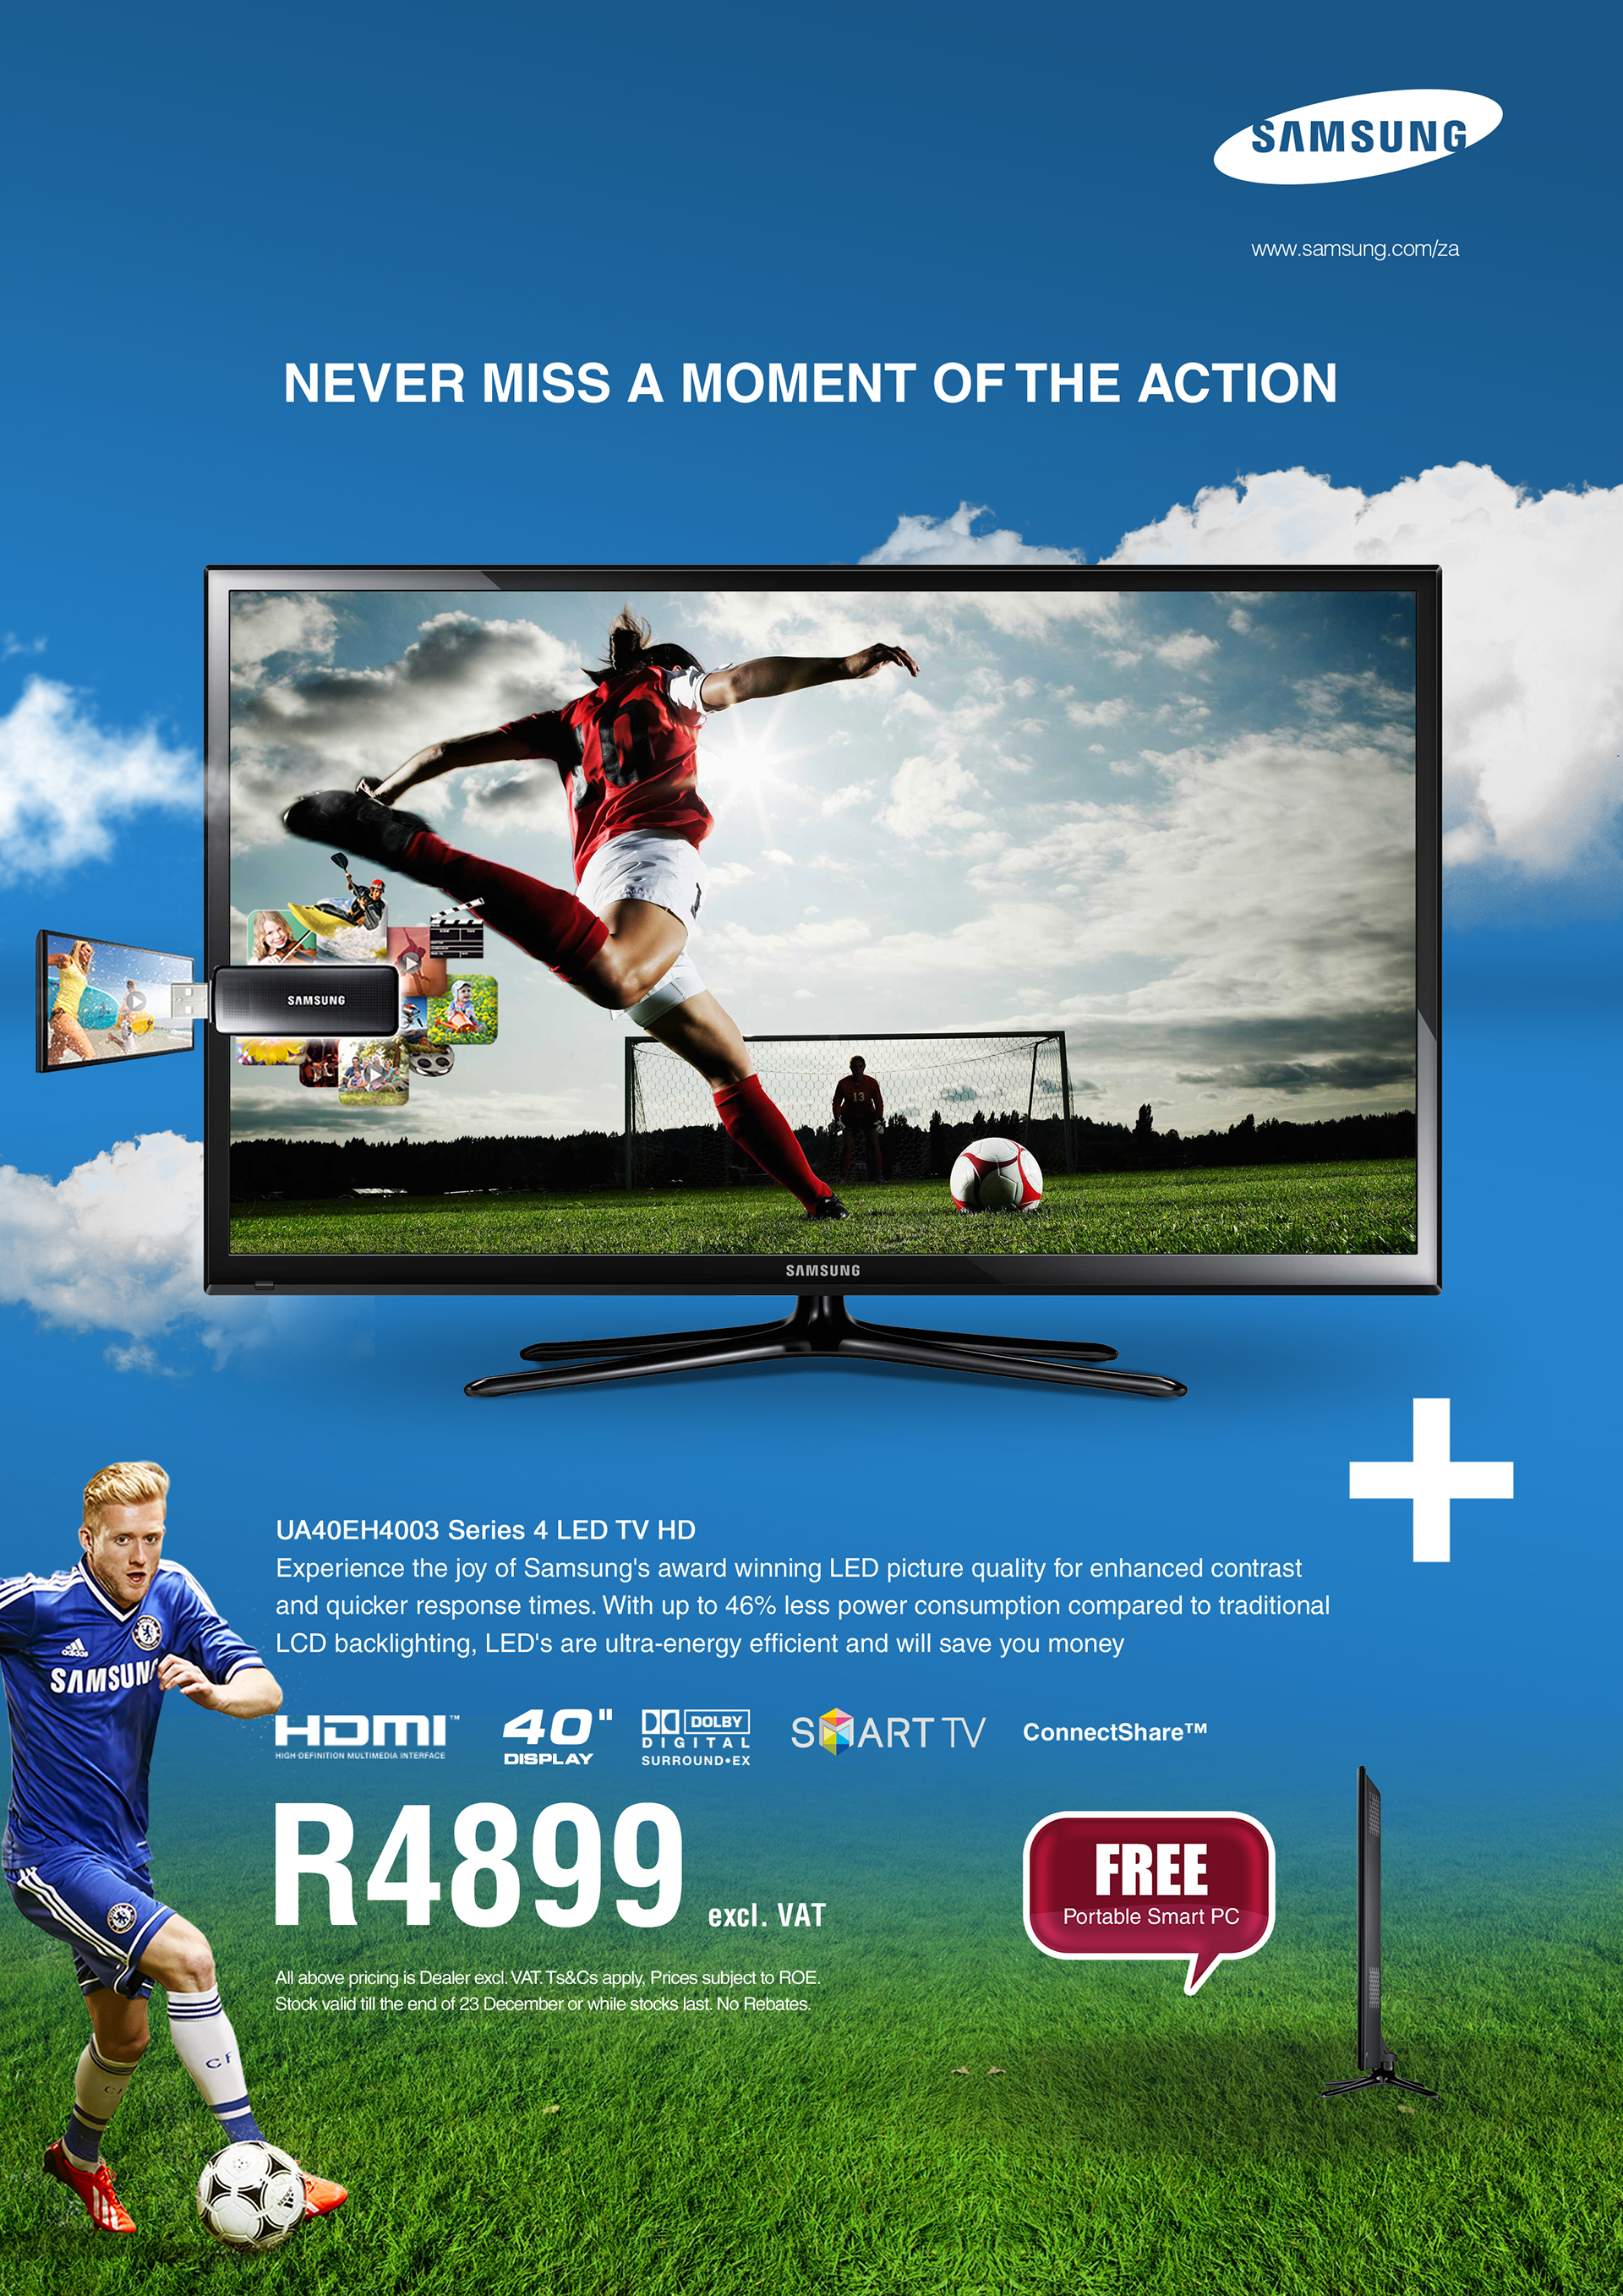 SAMSUNG
www.samsung.com/za
NEVER MISS A MOMENT OF THE ACTION
10
1
SAMSUNG
13
SAMSUNG
UA40EH4003 Series 4 LED TV HD
Experience the joy of Samsung's award winning LED picture quality for enhanced contrast
and quicker response times. With up to 46% less power consumption compared to traditional
LCD backlighting, LED's are ultra-energy efficient and will save you money
adidas
SAMSUNG
HDMI™
HIGH-DEFINITION MULTIMEDIA INTERFACE
40"
DISPLAY
DOLBY
DIGITAL
SURROUND•EX
SMART TV
ConnectShare™
R4899 excl. VAT
FREE
Portable Smart PC
All above pricing is Dealer excl. VAT. Ts&Cs apply, Prices subject to ROE.
Stock valid till the end of 23 December or while stocks last. No Rebates.